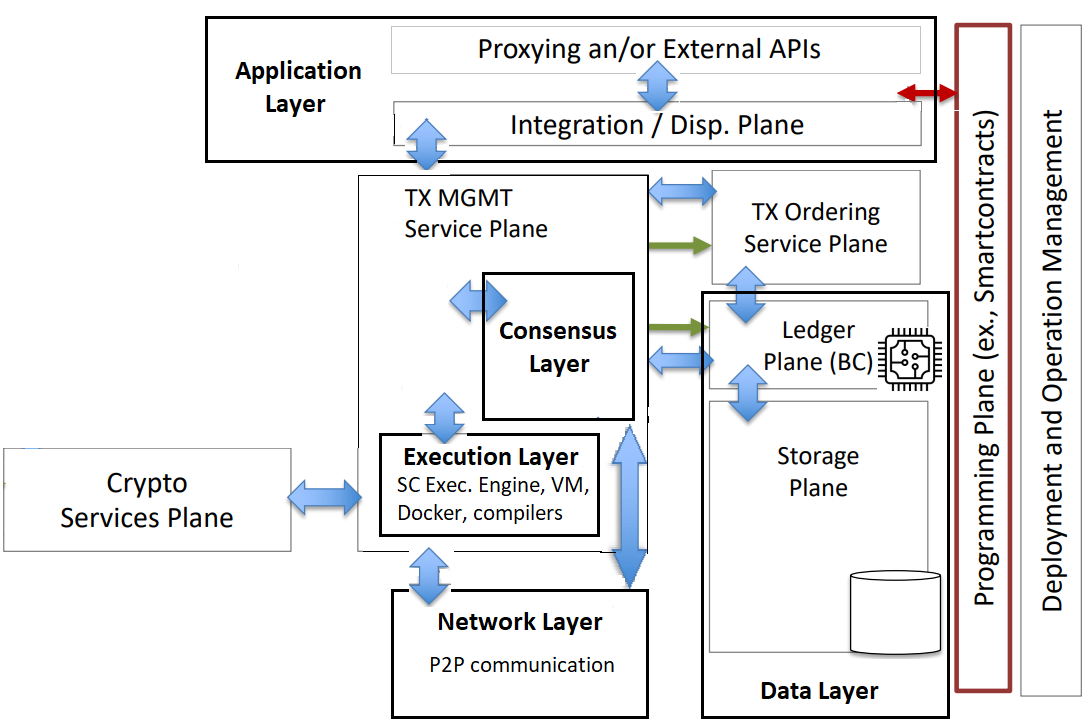 Application
Layer
Proxying an/or External APIs
Integration / Disp. Plane
TX MGMT
Service Plane
TX Ordering
Service Plane
Consensus
Layer
Ledger
Plane (BC)
Execution Layer
SC Exec. Engine, VM,
Docker, compilers
Crypto
Services Plane
Storage
Plane
Network Layer
P2P communication
Data Layer
Programming Plane (ex., Smartcontracts)
Deployment and Operation Management